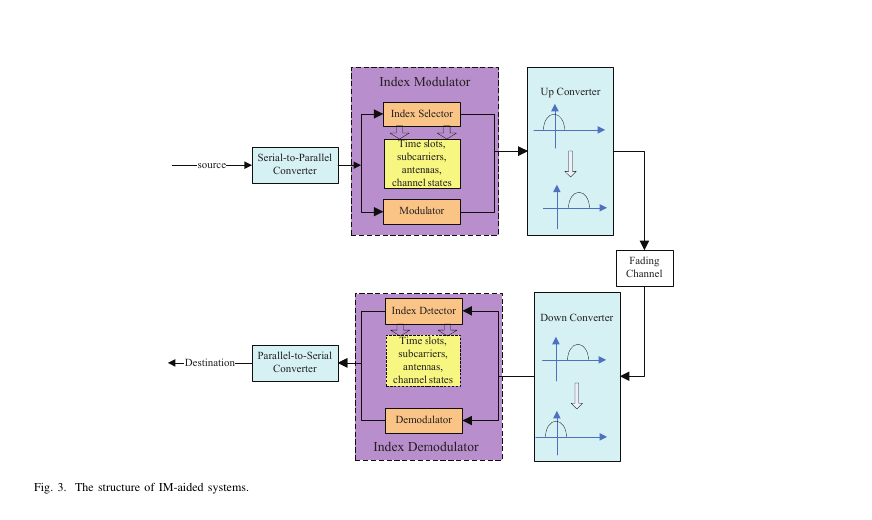 Index Modulator
Index Selector
Time slots,
subcarriers,
antennas,
channel states
Modulator
source
Serial-to-Parallel
Converter
Up Converter
Fading
Channel
Down Converter
Index Detector
Time slots,
subcarriers,
antennas,
channel states
Demodalator
Index Demodulator
Parallel-to-Serial
Converter
Destination
Fig. 3. The structure of IM-aided systems.